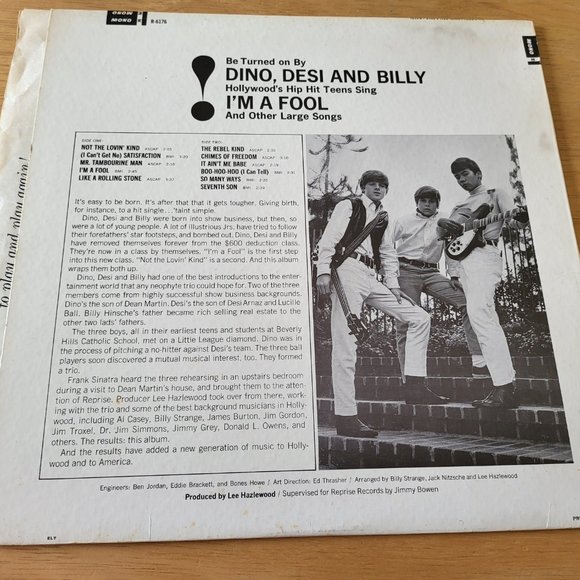 MONO
R-6176
MONO
Be Turned on By
DINO, DESI AND BILLY
Hollywood's Hip Hit Teens Sing
I'M A FOOL
And Other Large Songs
!
SIDE ONE:
NOT THE LOVIN' KIND ASCAP
(I Can't Get No) SATISFACTION BMI
MR. TAMBOURINE MAN ASCAP
I'M A FOOL BMI
LIKE A ROLLING STONE ASCAP
SIDE TWO:
THE REBEL KIND ASCAP
CHIMES OF FREEDOM ASCAP
IT AIN'T ME BABE ASCAP
BOO-HOO-HOO (I Can Tell) BMI
SO MANY WAYS BMI
SEVENTH SON BMI
It's easy to be born. It's after that that it gets tougher. Giving birth,
for instance, to a hit single... 'taint simple.
Dino, Desi and Billy were born into show business, but then, so
were a lot of young people. A lot of illustrious Jrs. have tried to follow
their forefathers' star footsteps, and bombed out. Dino, Desi and Billy
have removed themselves forever from the $600 deduction class.
They're now in a class by themselves. "I'm a Fool" is the first step
into this new class. "Not the Lovin' Kind" is a second. And this album
wraps them both up.
Dino, Desi and Billy had one of the best introductions to the enter-
tainment world that any neophyte trio could hope for. Two of the three
members come from highly successful show business backgrounds.
Dino's the son of Dean Martin. Desi's the son of Desi Arnaz and Lucille
Ball. Billy Hinsche's father became rich selling real estate to the
other two lads' fathers.
The three boys, all in their earliest teens and students at Beverly
Hills Catholic School, met on a Little League diamond. Dino was in
the process of pitching a no-hitter against Desi's team. The three ball
players soon discovered a mutual musical interest, too. They formed
a trio.
Frank Sinatra heard the three rehearsing in an upstairs bedroom
during a visit to Dean Martin's house, and brought them to the atten-
tion of Reprise. Producer Lee Hazlewood took over from there, work-
ing with the trio and some of the best background musicians in Holly-
wood, including Al Casey, Billy Strange, James Burton, Jim Gordon,
Jim Troxel, Dr. Jim Simmons, Jimmy Grey, Donald L. Owens, and
others. The results: this album.
And the results have added a new generation of music to Holly-
wood and to America.
Engineers: Ben Jordan, Eddie Brackett, and Bones Howe / Art Direction: Ed Thrasher / Arranged by Billy Strange, Jack Nitzsche and Lee Hazlewood
Produced by Lee Hazlewood / Supervised for Reprise Records by Jimmy Bowen
ELY
to play and play again!